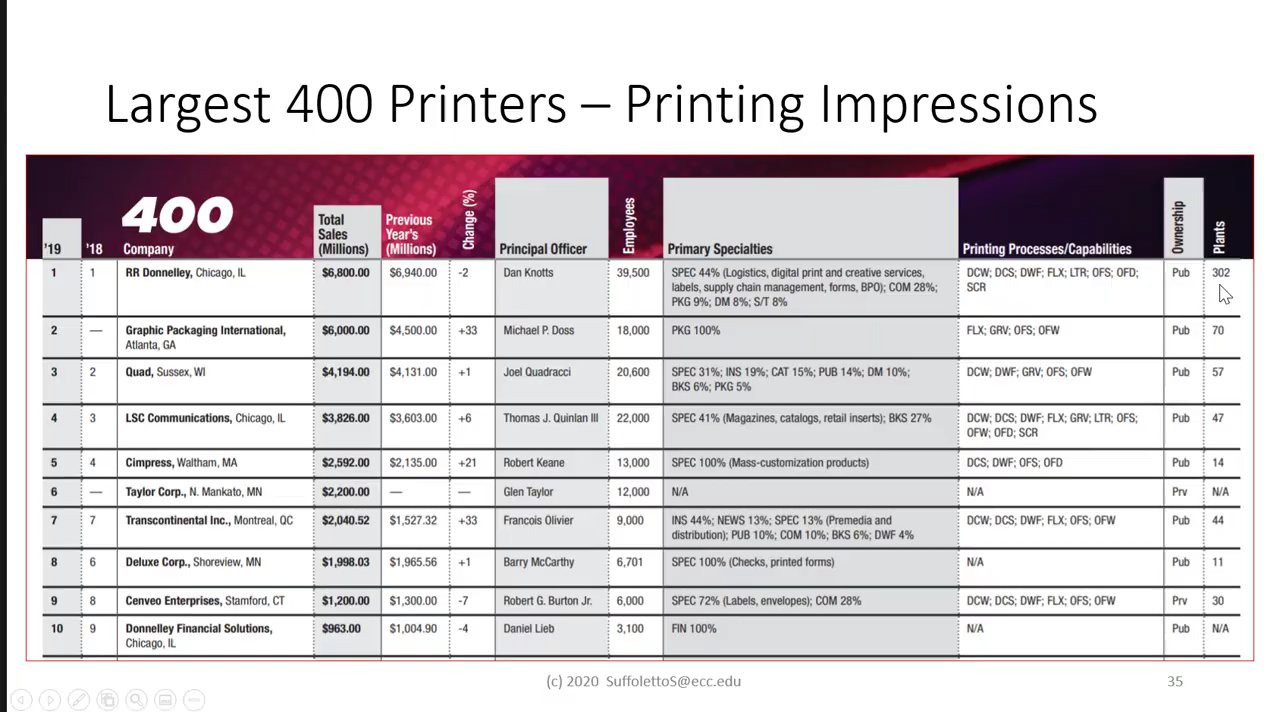 Largest 400 Printers – Printing Impressions
'19 '18 400 Company Total Sales (Millions) Previous Year's (Millions) Change (%) Principal Officer Employees Primary Specialties Printing Processes/Capabilities Ownership Plants
1 1 RR Donnelley, Chicago, IL $6,800.00 $6,940.00 -2 Dan Knotts 39,500 SPEC 44% (Logistics, digital print and creative services, DCW; DCS; DWF; FLX; LTR; OFS; OFD; Pub 302
labels, supply chain management, forms, BPO); COM 28%; SCR
PKG 9%; DM 8%; S/T 8%
2 — Graphic Packaging International, $6,000.00 $4,500.00 +33 Michael P. Doss 18,000 PKG 100% FLX; GRV; OFS; OFW Pub 70
Atlanta, GA
3 2 Quad, Sussex, WI $4,194.00 $4,131.00 +1 Joel Quadracci 20,600 SPEC 31%; INS 19%; CAT 15%; PUB 14%; DM 10%; DCW; DWF; GRV; OFS; OFW Pub 57
BKS 6%; PKG 5%
4 3 LSC Communications, Chicago, IL $3,826.00 $3,603.00 +6 Thomas J. Quinlan III 22,000 SPEC 41% (Magazines, catalogs, retail inserts); BKS 27% DCW; DCS; DWF; FLX; GRV; LTR; OFS; Pub 47
OFW; OFD; SCR
5 4 Cimpress, Waltham, MA $2,592.00 $2,135.00 +21 Robert Keane 13,000 SPEC 100% (Mass-customization products) DCS; DWF; OFS; OFD Pub 14
6 — Taylor Corp., N. Mankato, MN $2,200.00 — — Glen Taylor 12,000 N/A N/A Prv N/A
7 7 Transcontinental Inc., Montreal, QC $2,040.52 $1,527.32 +33 Francois Olivier 9,000 INS 44%; NEWS 13%; SPEC 13% (Premedia and DCW; DCS; DWF; FLX; OFS; OFW Pub 44
distribution); PUB 10%; COM 10%; BKS 6%; DWF 4%
8 6 Deluxe Corp., Shoreview, MN $1,998.03 $1,965.56 +1 Barry McCarthy 6,701 SPEC 100% (Checks, printed forms) N/A Pub 11
9 8 Cenveo Enterprises, Stamford, CT $1,200.00 $1,300.00 -7 Robert G. Burton Jr. 6,000 SPEC 72% (Labels, envelopes); COM 28% DCW; DCS; DWF; FLX; OFS; OFW Prv 30
10 9 Donnelley Financial Solutions, $963.00 $1,004.90 -4 Daniel Lieb 3,100 FIN 100% N/A Pub N/A
Chicago, IL
(c) 2020 SuffolettoS@ecc.edu 35